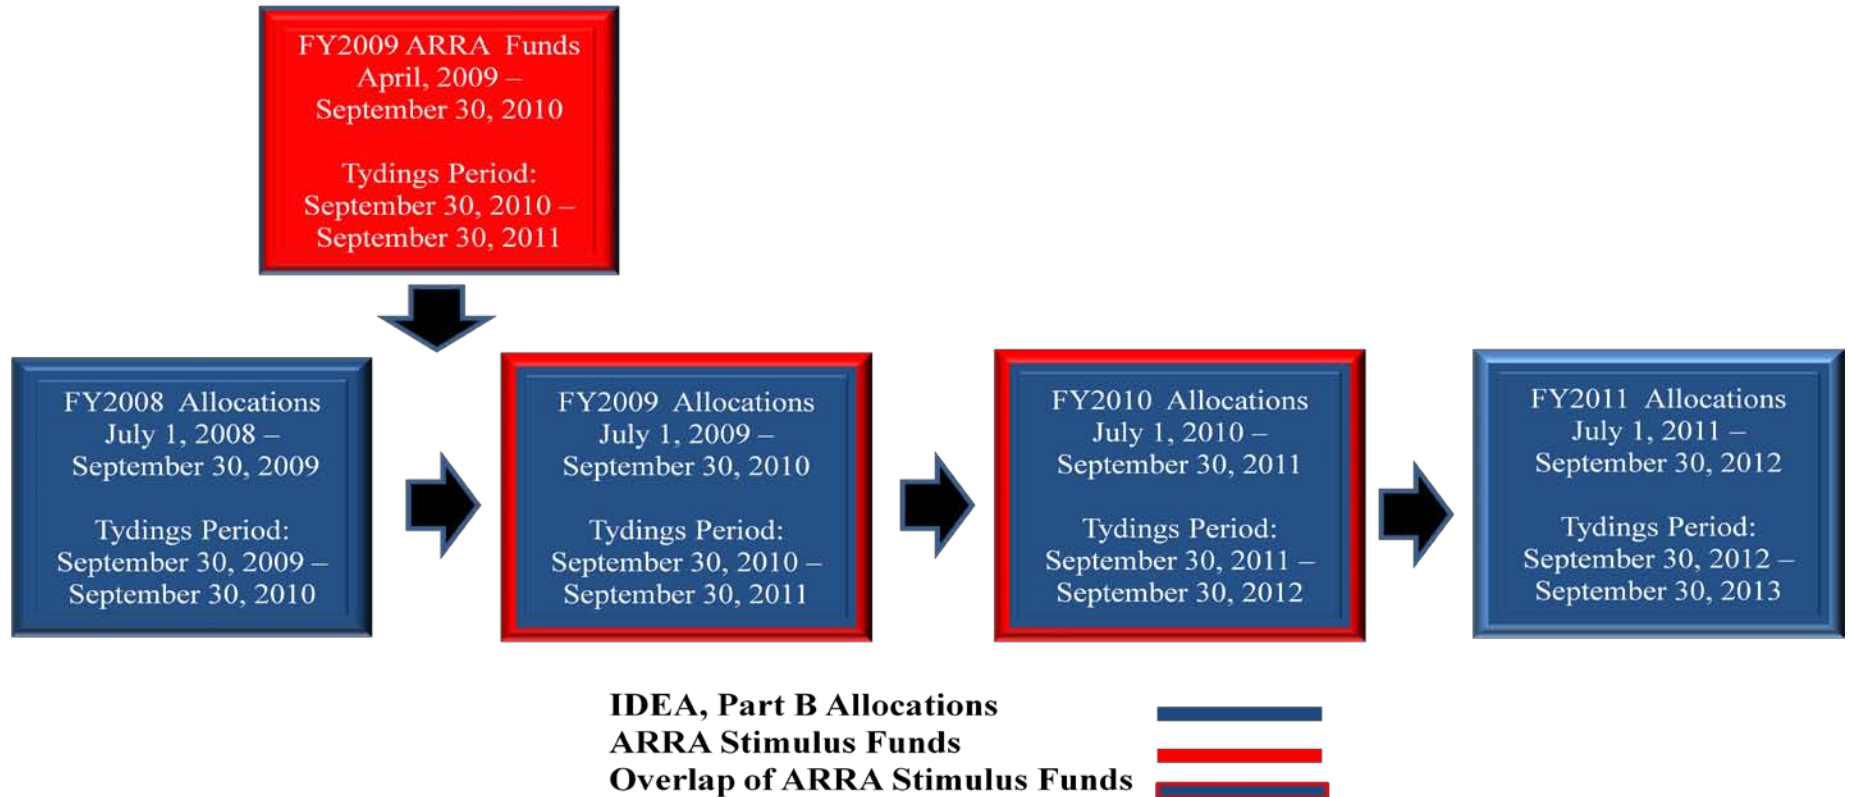 FY2009 ARRA Funds
April, 2009 –
September 30, 2010
Tydings Period:
September 30, 2010 –
September 30, 2011
FY2008 Allocations
July 1, 2008 –
September 30, 2009
Tydings Period:
September 30, 2009 –
September 30, 2010
FY2009 Allocations
July 1, 2009 –
September 30, 2010
Tydings Period:
September 30, 2010 –
September 30, 2011
FY2010 Allocations
July 1, 2010 –
September 30, 2011
Tydings Period:
September 30, 2011 –
September 30, 2012
FY2011 Allocations
July 1, 2011 –
September 30, 2012
Tydings Period:
September 30, 2012 –
September 30, 2013
IDEA, Part B Allocations
ARRA Stimulus Funds
Overlap of ARRA Stimulus Funds